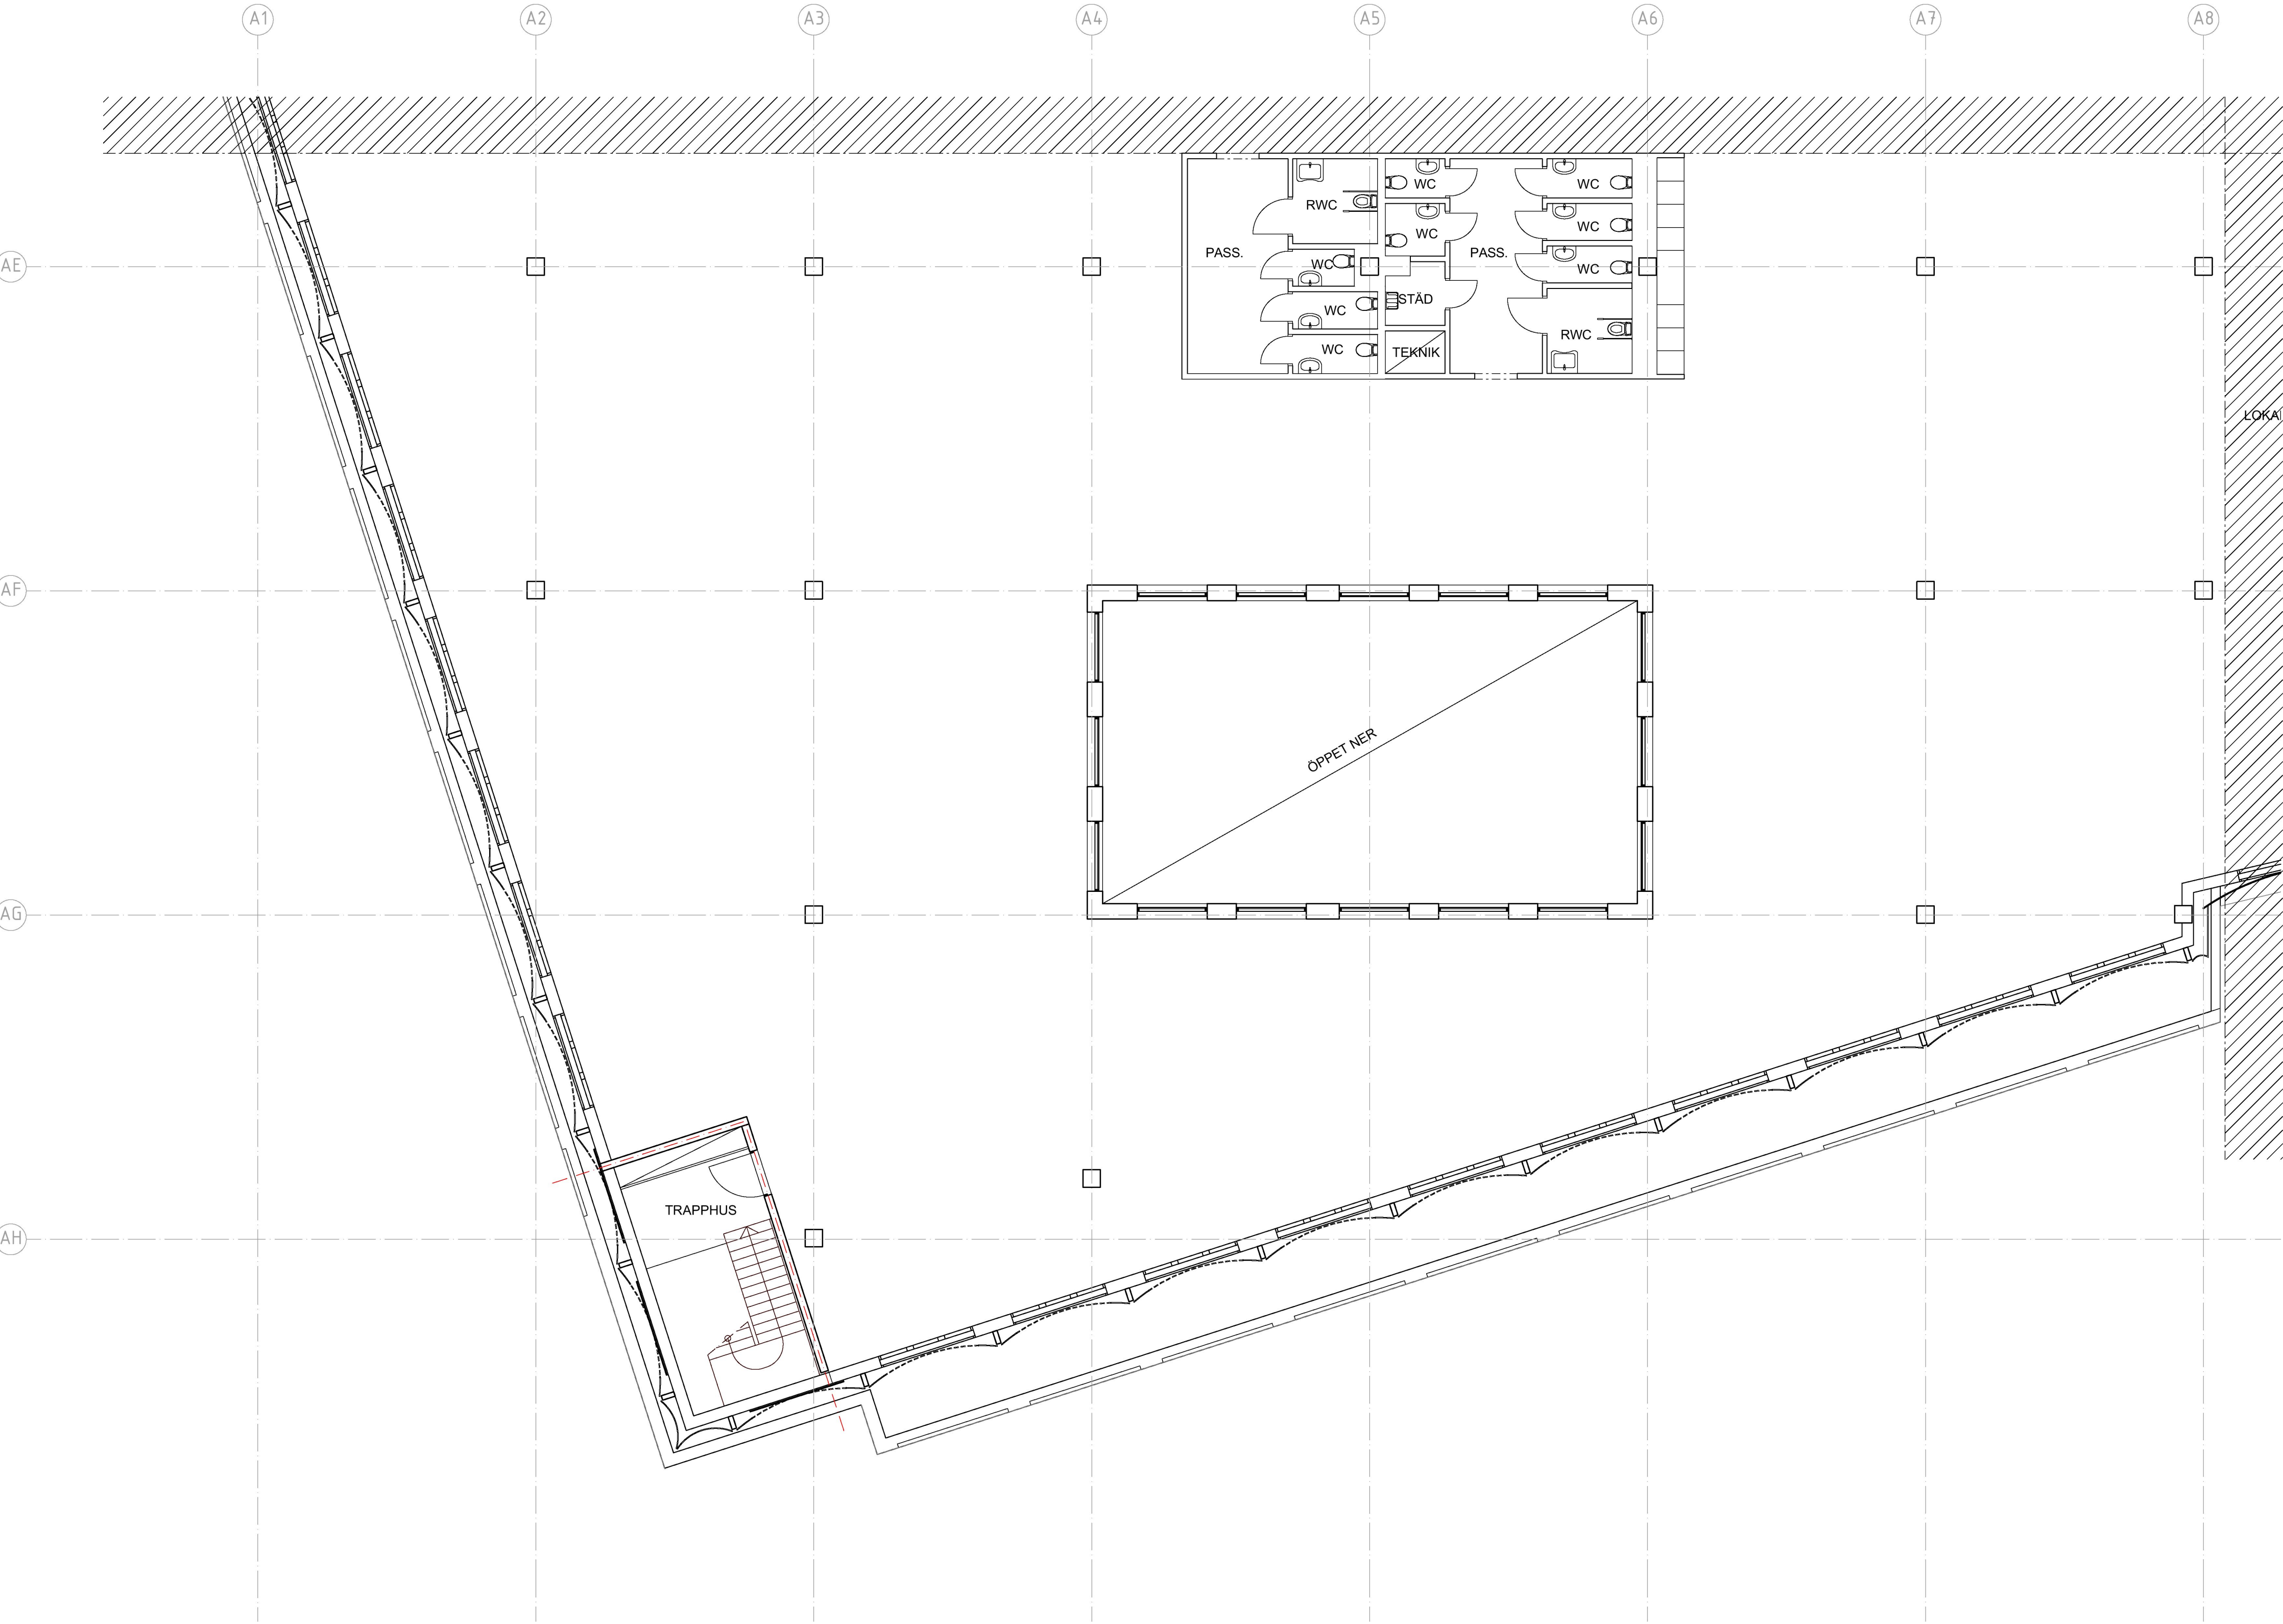 A1 A2 A3 A4 A5 A6 A7 A8
WC WC
RWC
WC WC
PASS. PASS.
AE
WC WC
STÄD
WC
RWC
WC TEKNIK
LOKAL
AF
ÖPPET NER
AG
TRAPPHUS
AH